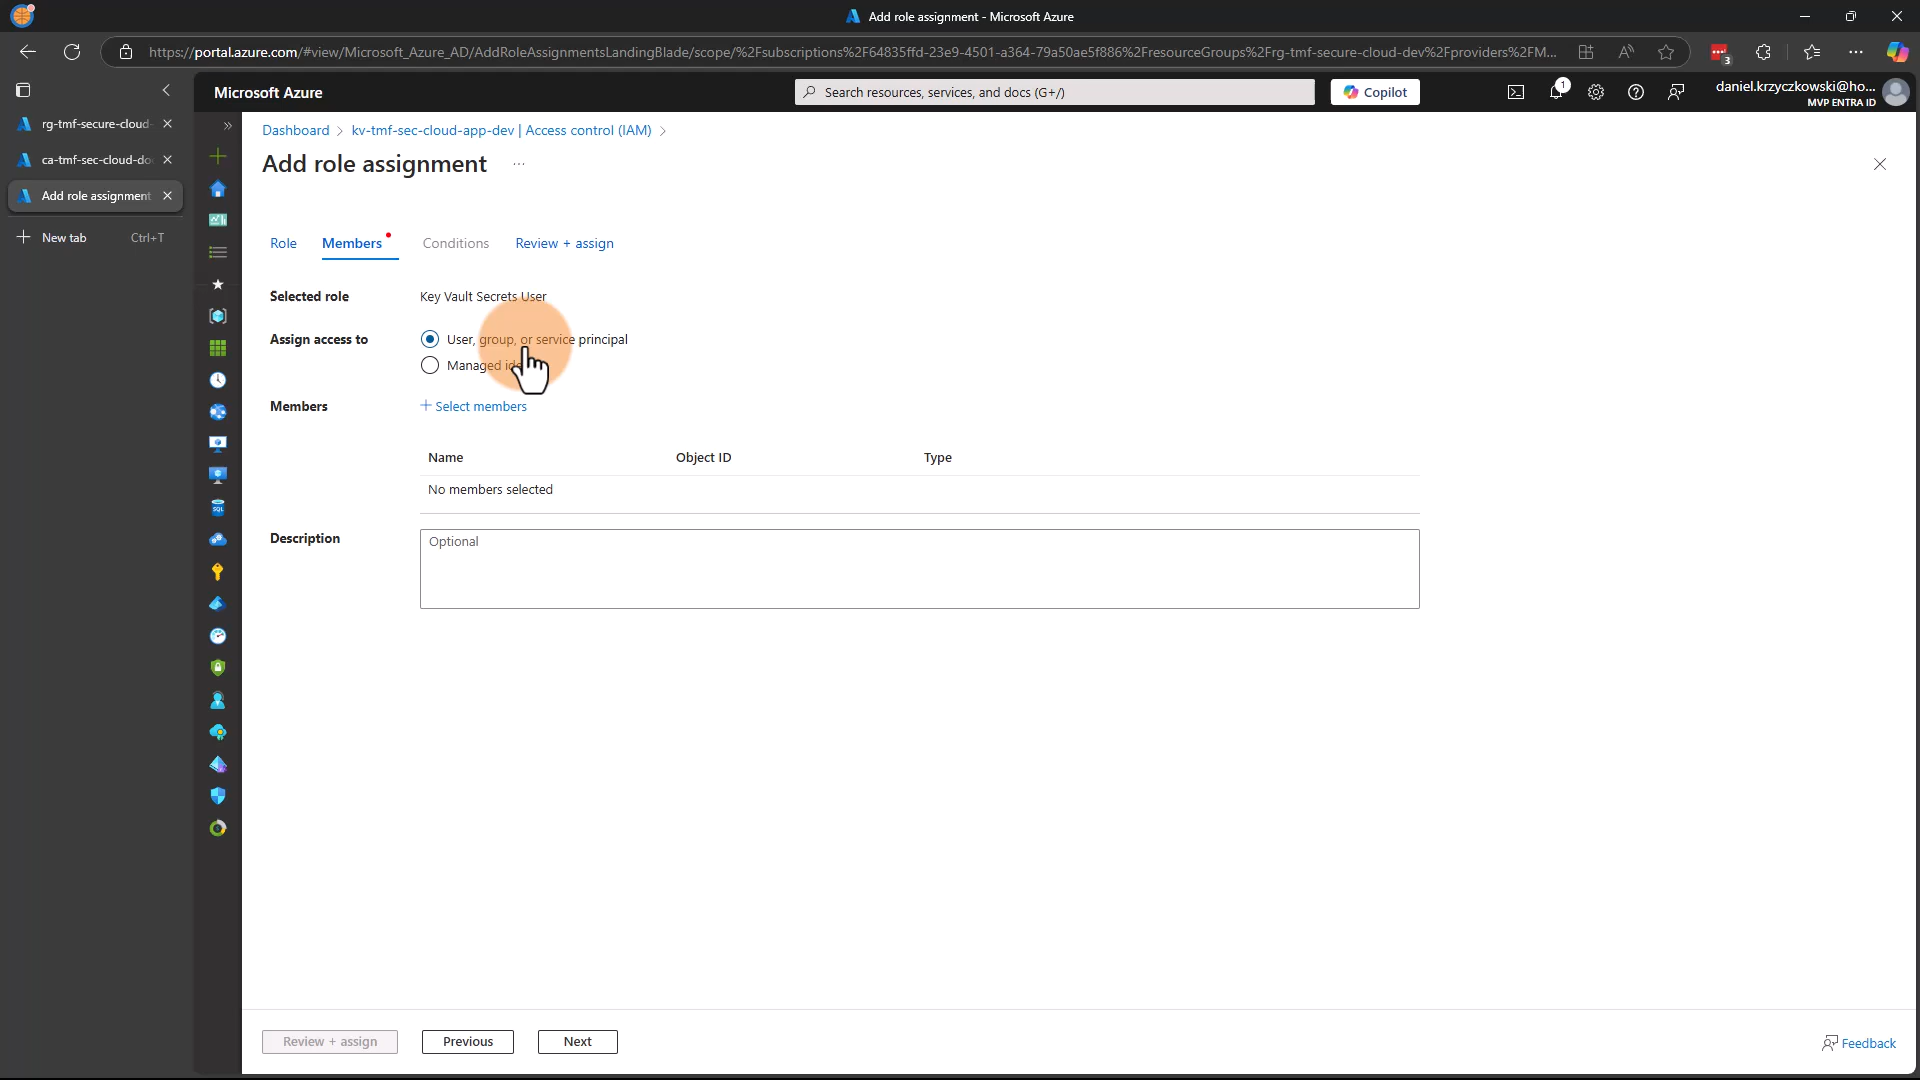 Add role assignment - Microsoft Azure
https://portal.azure.com/#view/Microsoft_Azure_AD/AddRoleAssignmentsLandingBlade/scope/%2Fsubscriptions%2F64835ffd-23e9-4501-a364-79a50ae5f886%2FresourceGroups%2Frg-tmf-secure-cloud-dev%2Fproviders%2FM...
3
rg-tmf-secure-cloud-
ca-tmf-sec-cloud-do
Add role assignment
New tab Ctrl+T
Microsoft Azure
Search resources, services, and docs (G+/)
Copilot
1
daniel.krzyczkowski@ho...
MVP ENTRA ID
Dashboard > kv-tmf-sec-cloud-app-dev | Access control (IAM) >
Add role assignment ...
Role Members Conditions Review + assign
Selected role Key Vault Secrets User
Assign access to User, group, or service principal
Managed
Members + Select members
Name Object ID Type
No members selected
Description Optional
SQL
Review + assign Previous Next
Feedback